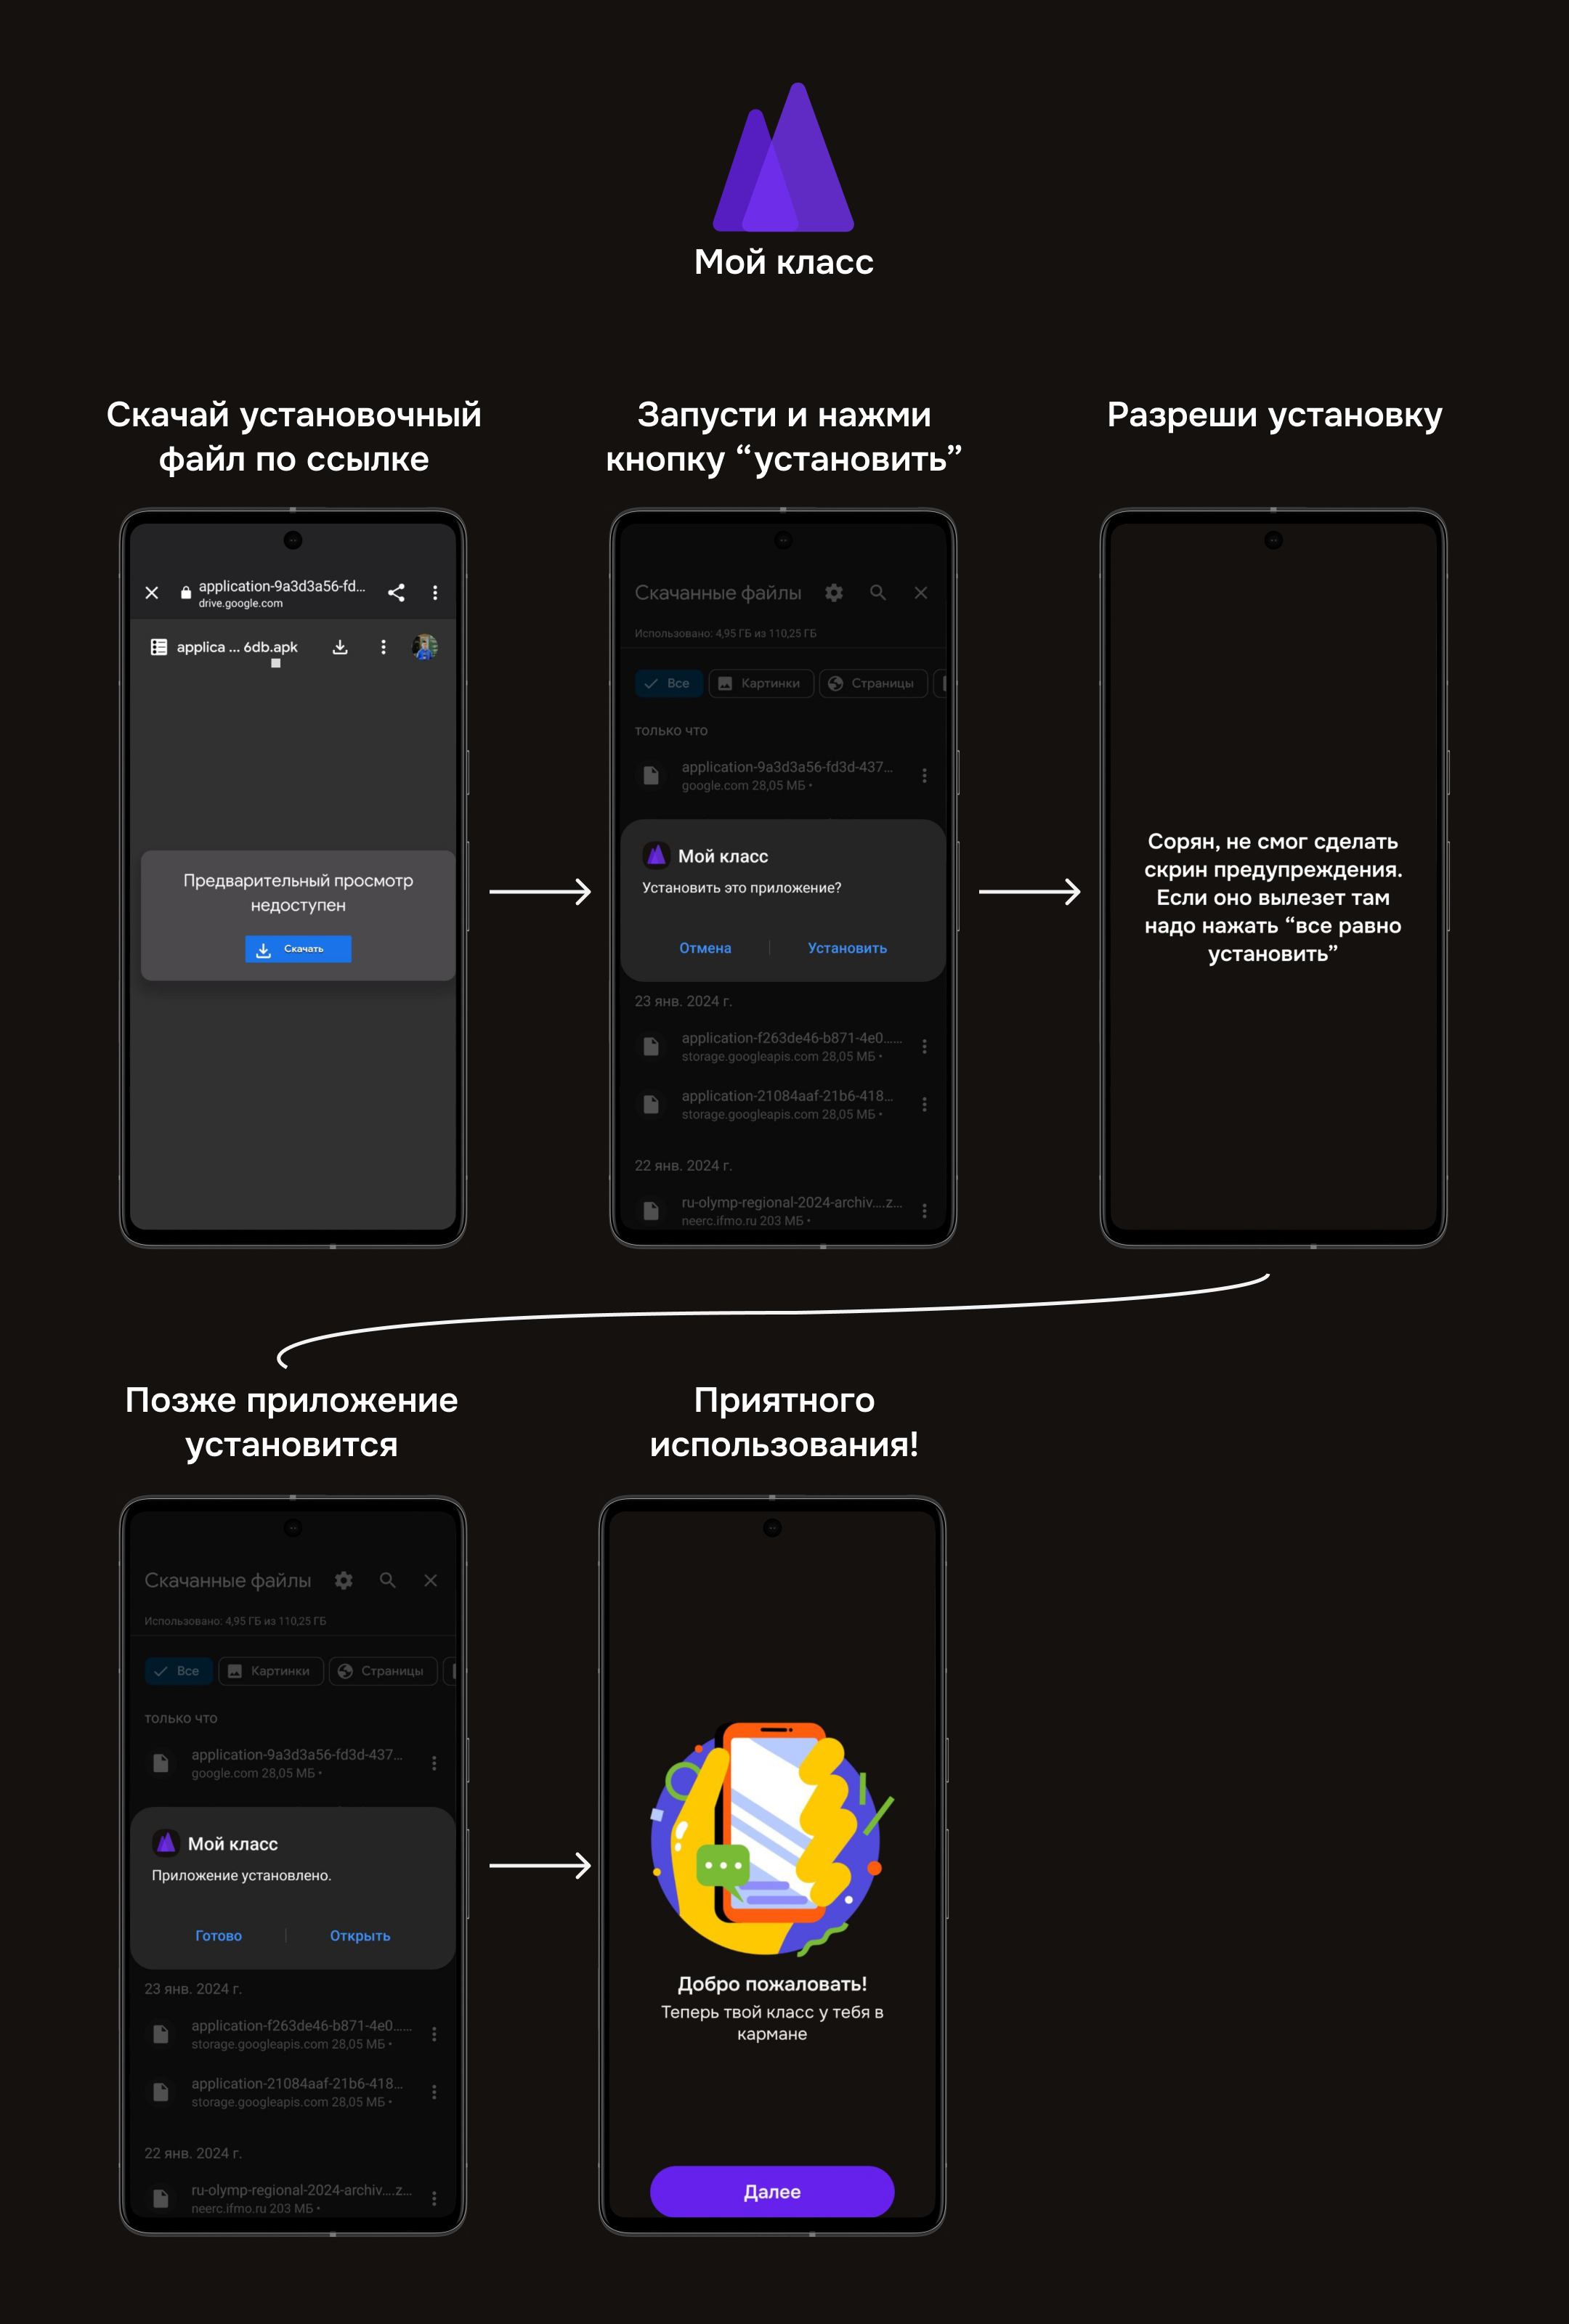 Мой класс
Скачай установочный
файл по ссылке
application-9a3d3a56-fd...
drive.google.com
applica ... 6db.apk
Предварительный просмотр
недоступен
Скачать
Запусти и нажми
кнопку “установить”
Скачанные файлы
Использовано: 4,95 ГБ из 110,25 ГБ
Все
Картинки
Страницы
только что
application-9a3d3a56-fd3d-437...
google.com 28,05 МБ •
Мой класс
Установить это приложение?
Отмена
Установить
23 янв. 2024 г.
application-f263de46-b871-4e0......
storage.googleapis.com 28,05 МБ •
application-21084aaf-21b6-418...
storage.googleapis.com 28,05 МБ •
22 янв. 2024 г.
ru-olymp-regional-2024-archiv....z...
neerc.ifmo.ru 203 МБ •
Разреши установку
Сорян, не смог сделать
скрин предупреждения.
Если оно вылезет там
надо нажать “все равно
установить”
Позже приложение
установится
Скачанные файлы
Использовано: 4,95 ГБ из 110,25 ГБ
Все
Картинки
Страницы
только что
application-9a3d3a56-fd3d-437...
google.com 28,05 МБ •
Мой класс
Приложение установлено.
Готово
Открыть
23 янв. 2024 г.
application-f263de46-b871-4e0......
storage.googleapis.com 28,05 МБ •
application-21084aaf-21b6-418...
storage.googleapis.com 28,05 МБ •
22 янв. 2024 г.
ru-olymp-regional-2024-archiv....z...
neerc.ifmo.ru 203 МБ •
Приятного
использования!
Добро пожаловать!
Теперь твой класс у тебя в
кармане
Далее